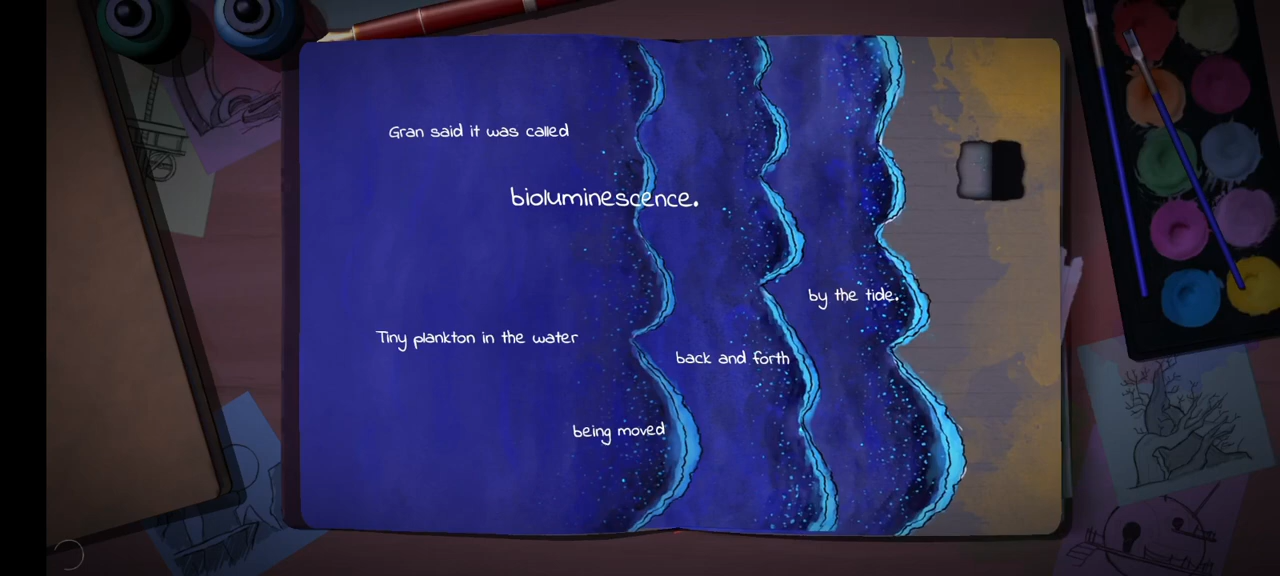 Gran said it was called
bioluminescence.
Tiny plankton in the water
being moved
back and forth
by the tide.